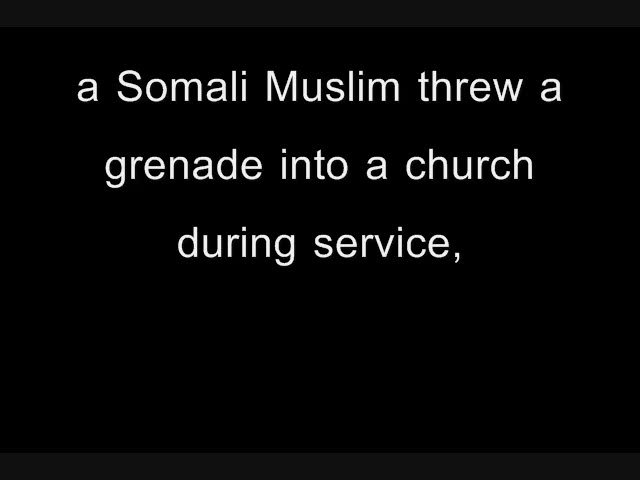 a Somali Muslim threw a
grenade into a church
during service,